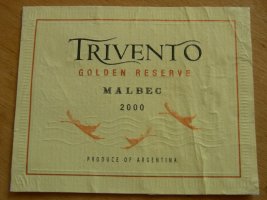 TRIVENTO
GOLDEN RESERVE
MALBEC
2000
PRODUCE OF ARGENTINA